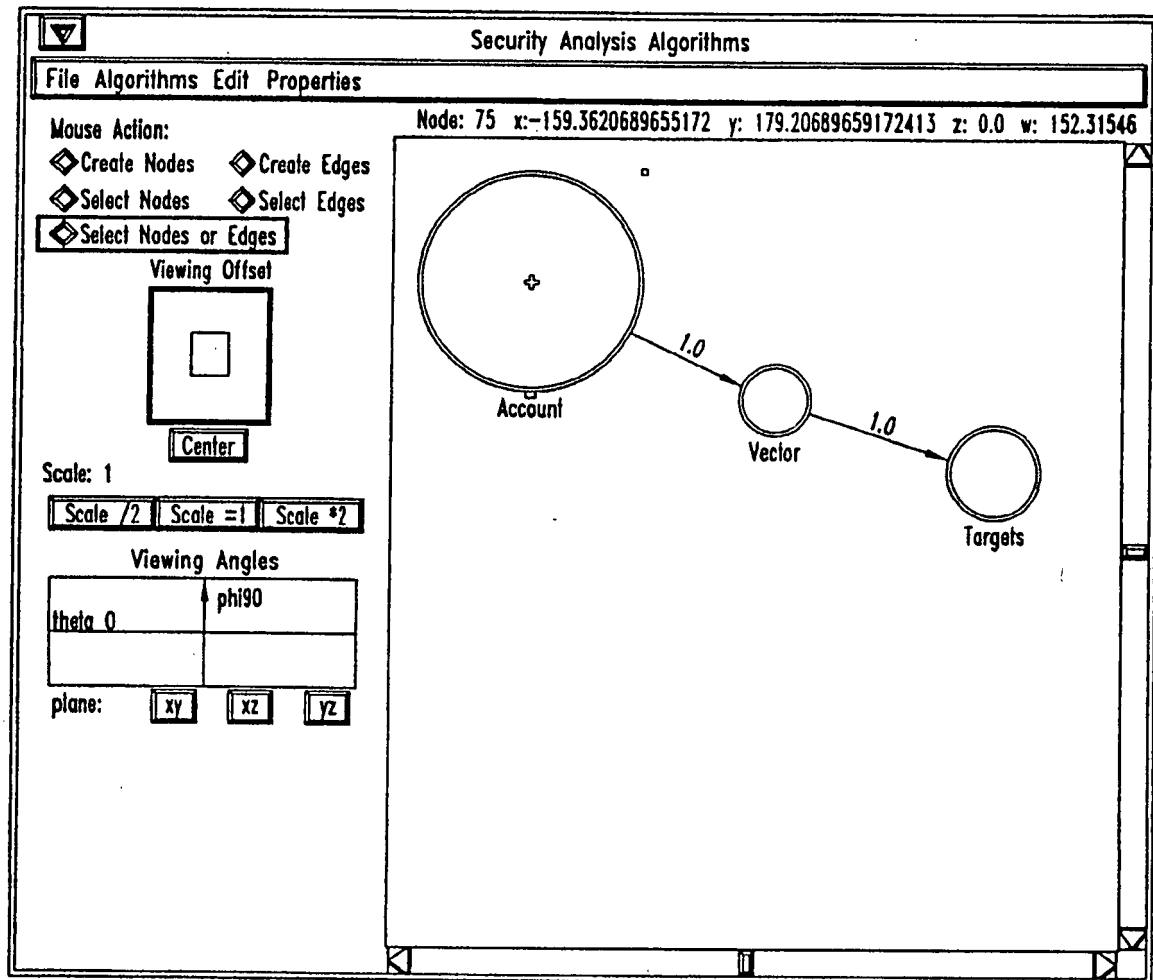 Security Analysis Algorithms
File Algorithms Edit Properties
Node: 75 x:-159.3620689655172 y: 179.20689659172413 z: 0.0 w: 152.31546
Mouse Action:
Create Nodes Create Edges
Select Nodes Select Edges
Select Nodes or Edges
Viewing Offset
Center
Scale: 1
Scale /2 Scale =1 Scale *2
Viewing Angles
phi90
theta 0
plane: xy xz yz
1.0
Account
1.0
Vector
Targets